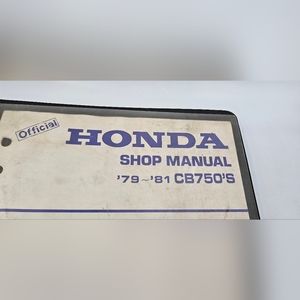 Official
HONDA
SHOP MANUAL
'79~'81 CB750'S